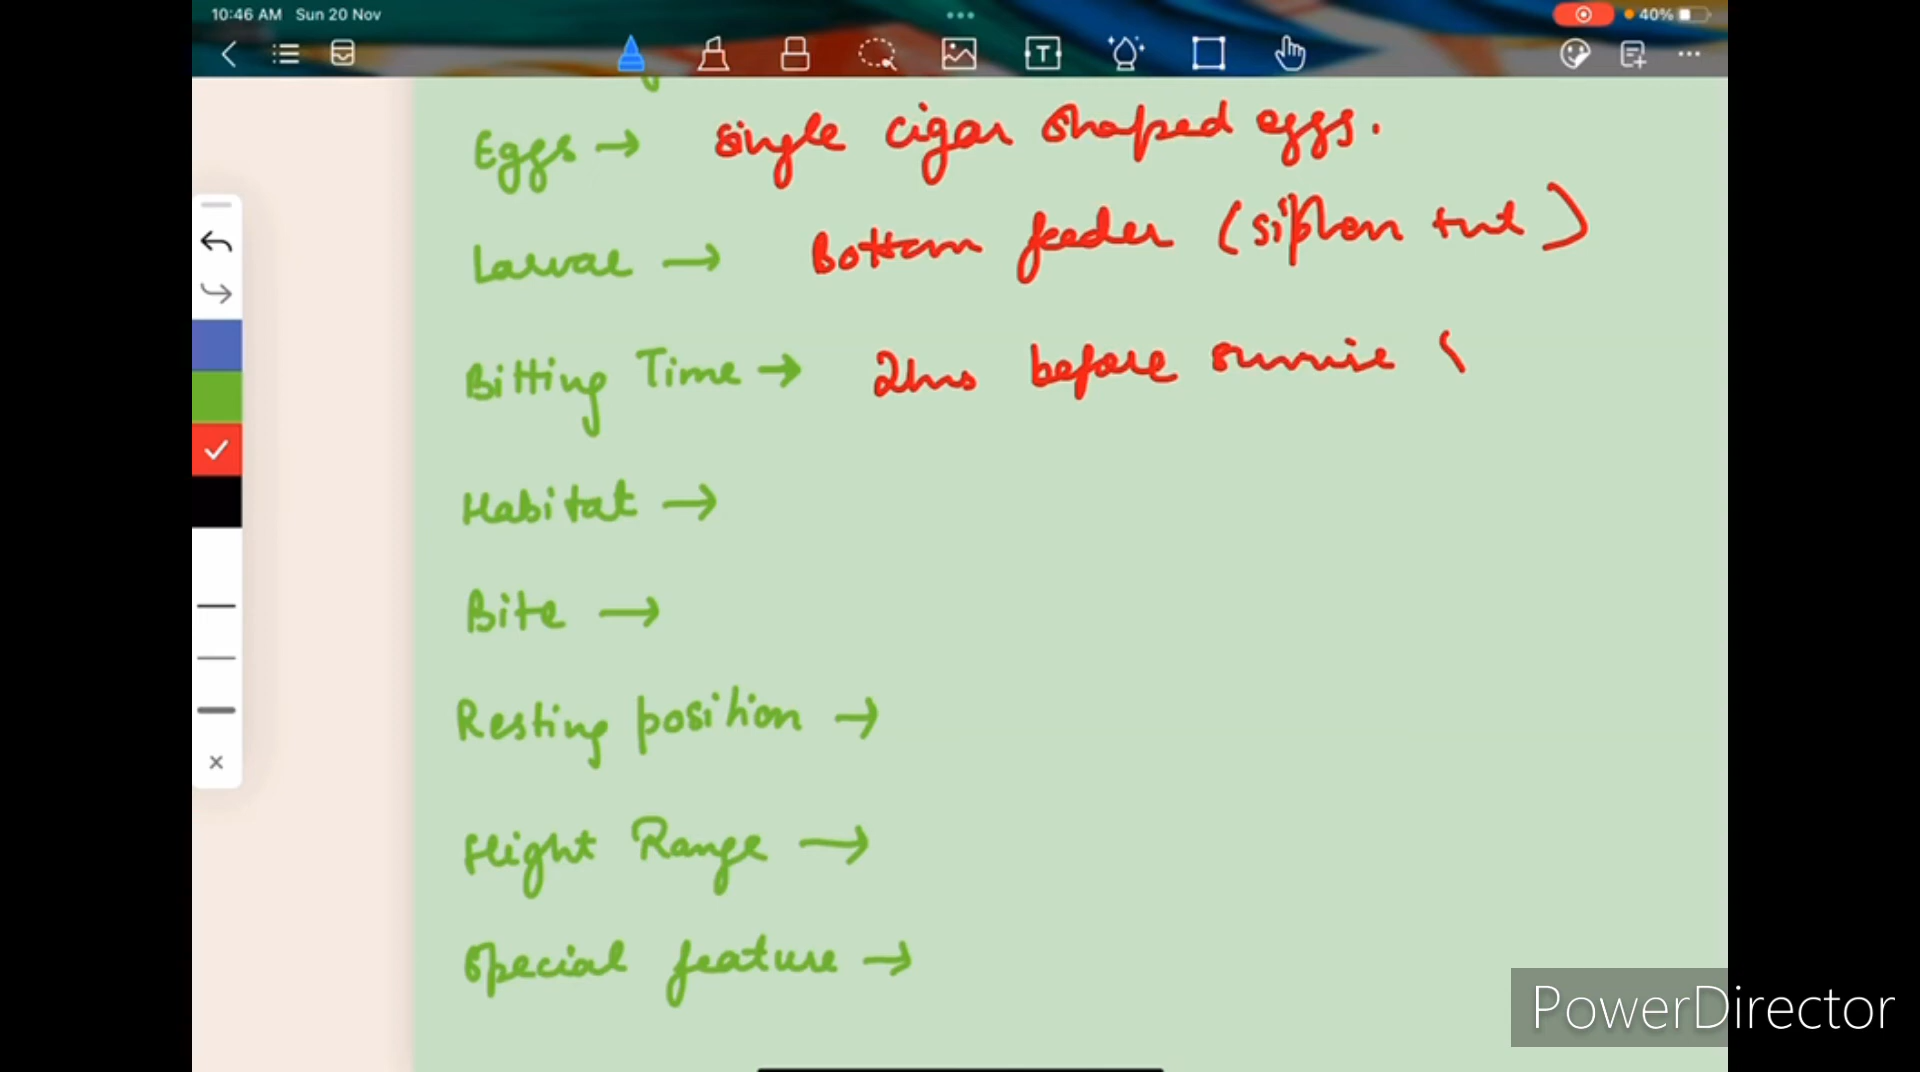 10:46 AM Sun 20 Nov
40%
Eggs → single cigar shaped eggs.
Larvae → Bottom feeder (siphon tube)
Bitting Time → 2hrs before sunrise
Habitat →
Bite →
Resting position →
Flight Range →
Special feature →
PowerDirector